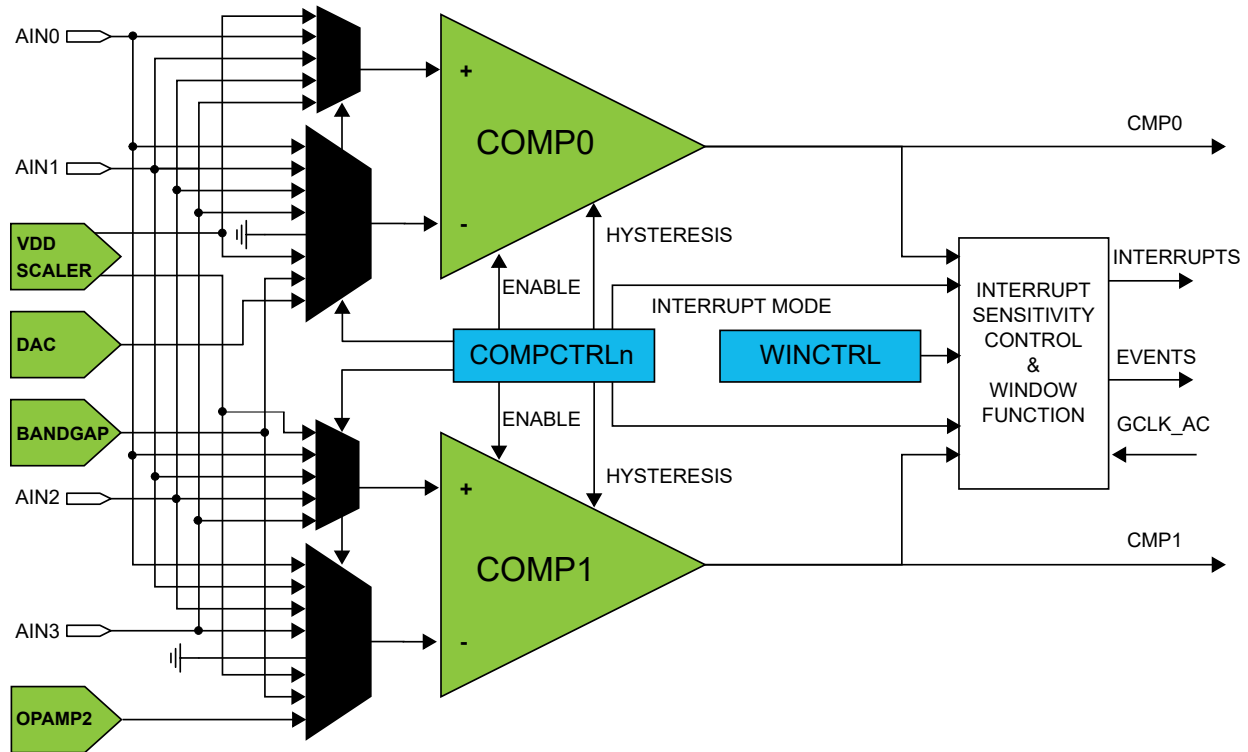 AIN0
+
COMP0
-
CMP0
AIN1
VDD
SCALER
HYSTERESIS
ENABLE
INTERRUPT MODE
DAC
COMPCTRLn
WINCTRL
INTERRUPT
SENSITIVITY
CONTROL
&
WINDOW
FUNCTION
INTERRUPTS
EVENTS
GCLK_AC
BANDGAP
ENABLE
HYSTERESIS
AIN2
+
COMP1
-
CMP1
AIN3
OPAMP2